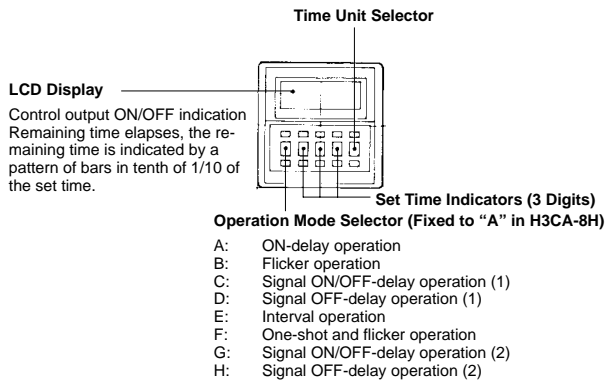 Time Unit Selector
LCD Display
Control output ON/OFF indication
Remaining time elapses, the re-
maining time is indicated by a
pattern of bars in tenth of 1/10 of
the set time.
Set Time Indicators (3 Digits)
Operation Mode Selector (Fixed to “A” in H3CA-8H)
A: ON-delay operation
B: Flicker operation
C: Signal ON/OFF-delay operation (1)
D: Signal OFF-delay operation (1)
E: Interval operation
F: One-shot and flicker operation
G: Signal ON/OFF-delay operation (2)
H: Signal OFF-delay operation (2)